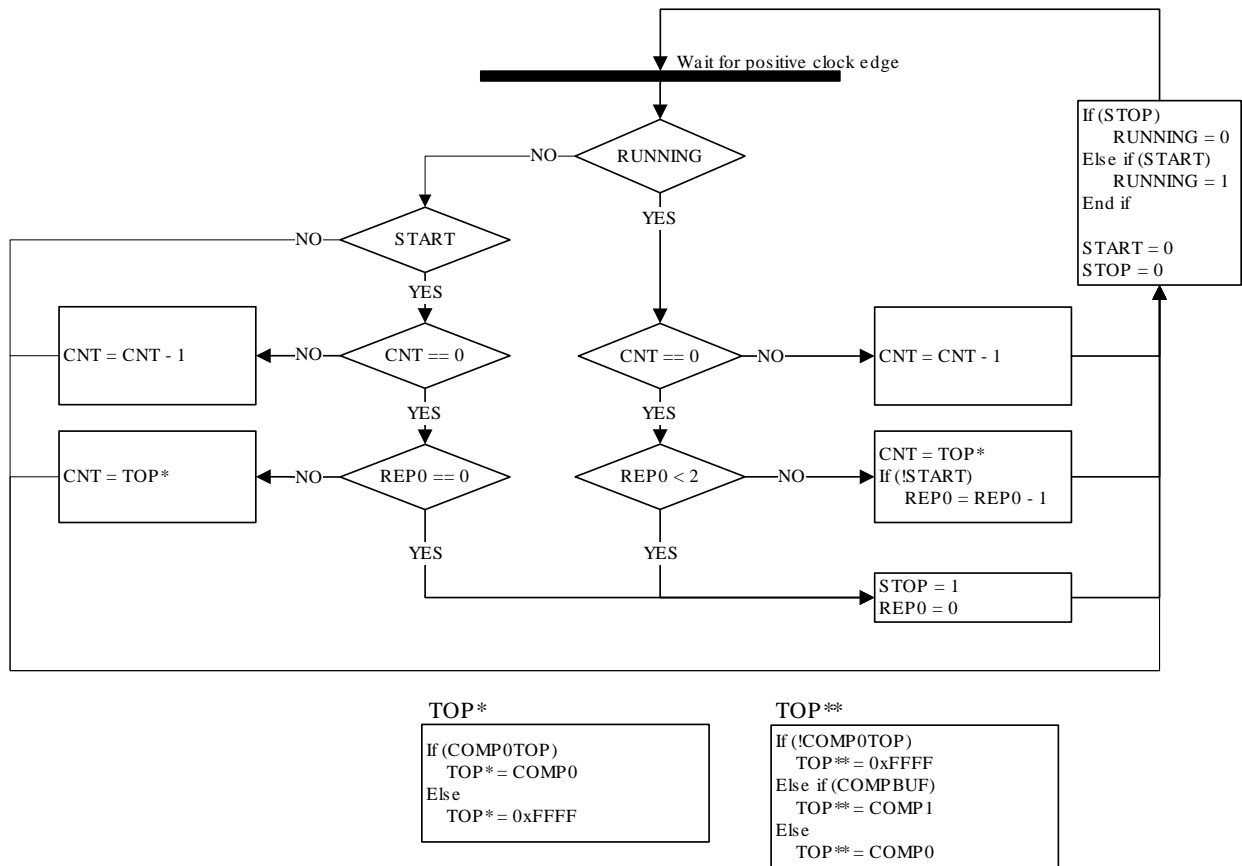 Wait for positive clock edge
If (STOP)
RUNNING = 0
Else if (START)
RUNNING = 1
End if
START = 0
STOP = 0
NO
RUNNING
YES
NO
START
YES
CNT = CNT - 1
NO
CNT == 0
YES
CNT == 0
NO
CNT = CNT - 1
YES
CNT = TOP*
NO
REP0 == 0
YES
REP0 < 2
NO
CNT = TOP*
If (!START)
REP0 = REP0 - 1
YES
STOP = 1
REP0 = 0
TOP*
If (COMP0TOP)
TOP* = COMP0
Else
TOP* = 0xFFFF
TOP**
If (!COMP0TOP)
TOP** = 0xFFFF
Else if (COMPBUF)
TOP** = COMP1
Else
TOP** = COMP0